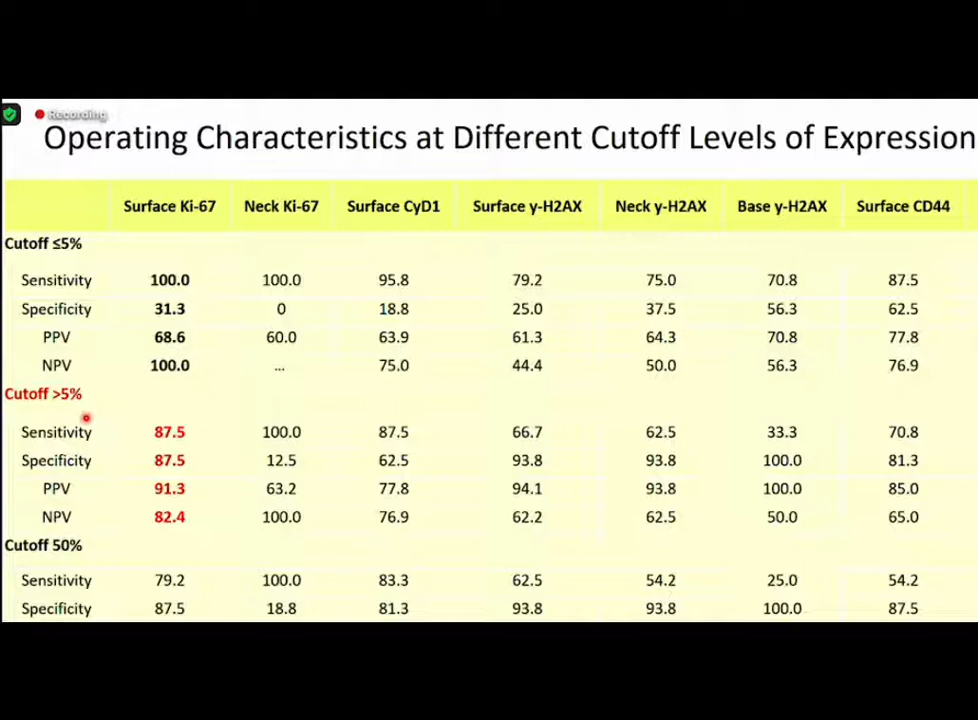 Recording
Operating Characteristics at Different Cutoff Levels of Expression
Surface Ki-67 Neck Ki-67 Surface CyD1 Surface y-H2AX Neck y-H2AX Base y-H2AX Surface CD44
Cutoff ≤5%
Sensitivity 100.0 100.0 95.8 79.2 75.0 70.8 87.5
Specificity 31.3 0 18.8 25.0 37.5 56.3 62.5
PPV 68.6 60.0 63.9 61.3 64.3 70.8 77.8
NPV 100.0 ... 75.0 44.4 50.0 56.3 76.9
Cutoff >5%
Sensitivity 87.5 100.0 87.5 66.7 62.5 33.3 70.8
Specificity 87.5 12.5 62.5 93.8 93.8 100.0 81.3
PPV 91.3 63.2 77.8 94.1 93.8 100.0 85.0
NPV 82.4 100.0 76.9 62.2 62.5 50.0 65.0
Cutoff 50%
Sensitivity 79.2 100.0 83.3 62.5 54.2 25.0 54.2
Specificity 87.5 18.8 81.3 93.8 93.8 100.0 87.5